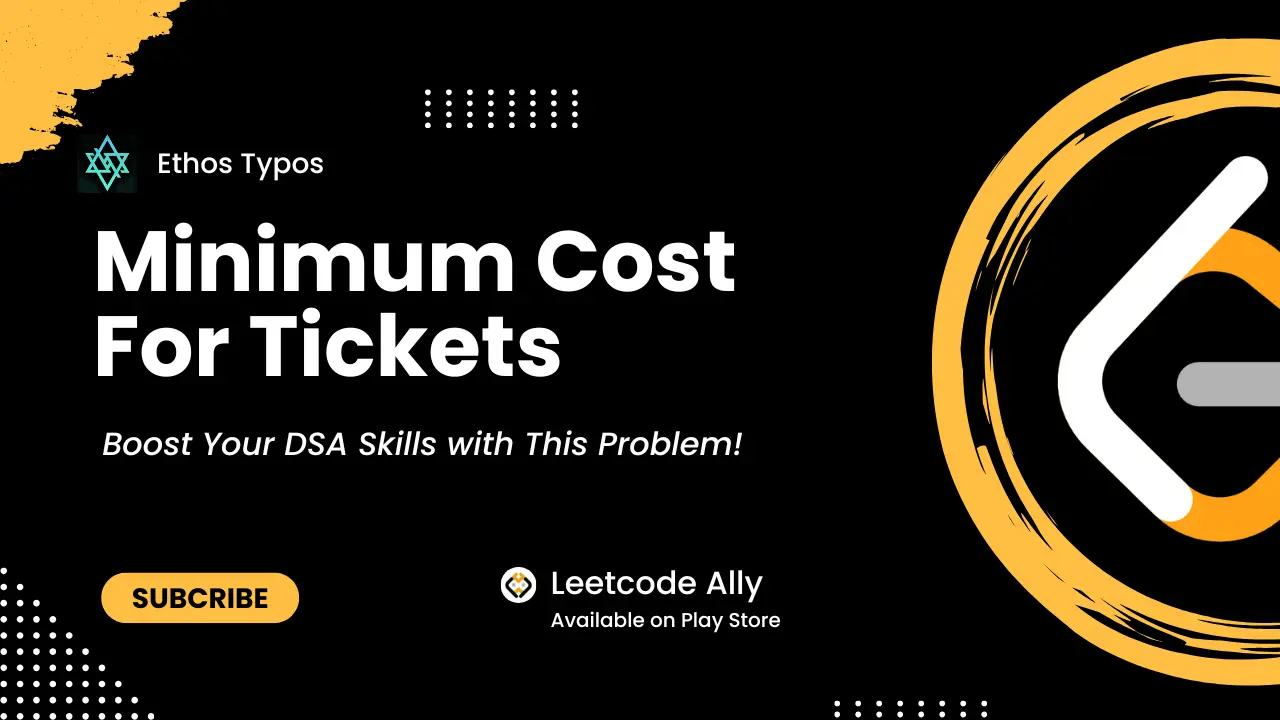 Ethos Typos
Minimum Cost
For Tickets
Boost Your DSA Skills with This Problem!
SUBCRIBE
Leetcode Ally
Available on Play Store